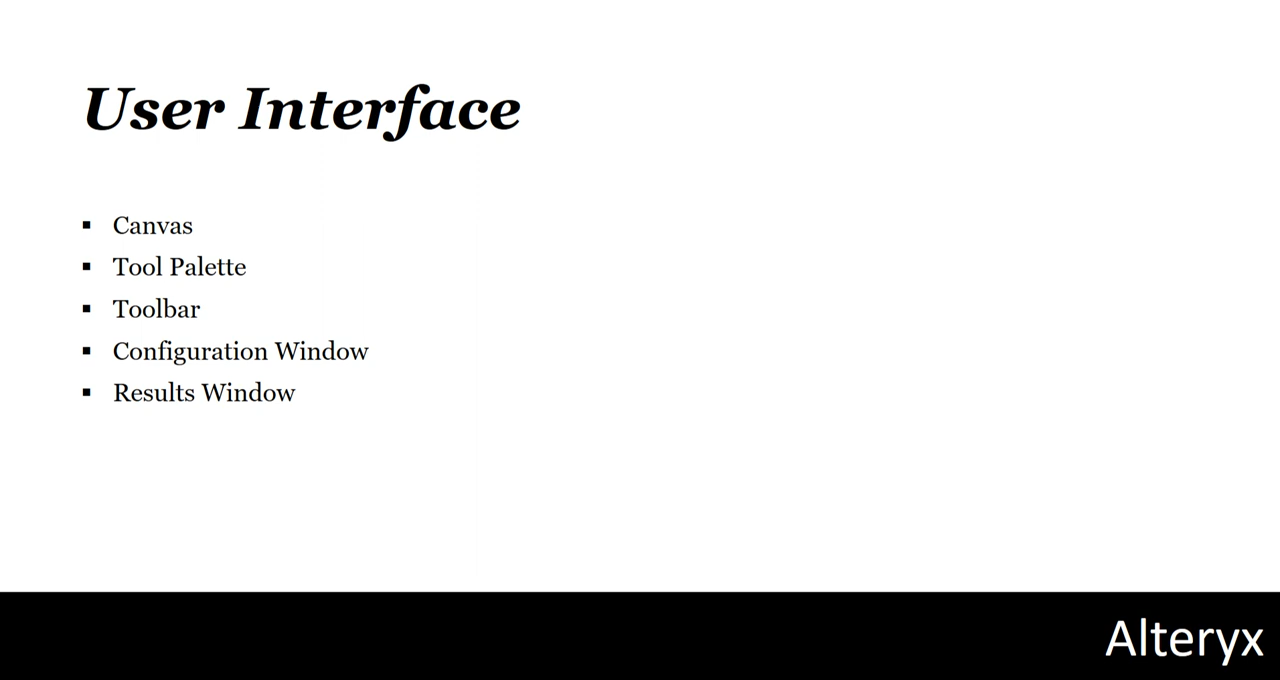 User Interface
▪ Canvas
▪ Tool Palette
▪ Toolbar
▪ Configuration Window
▪ Results Window
Alteryx